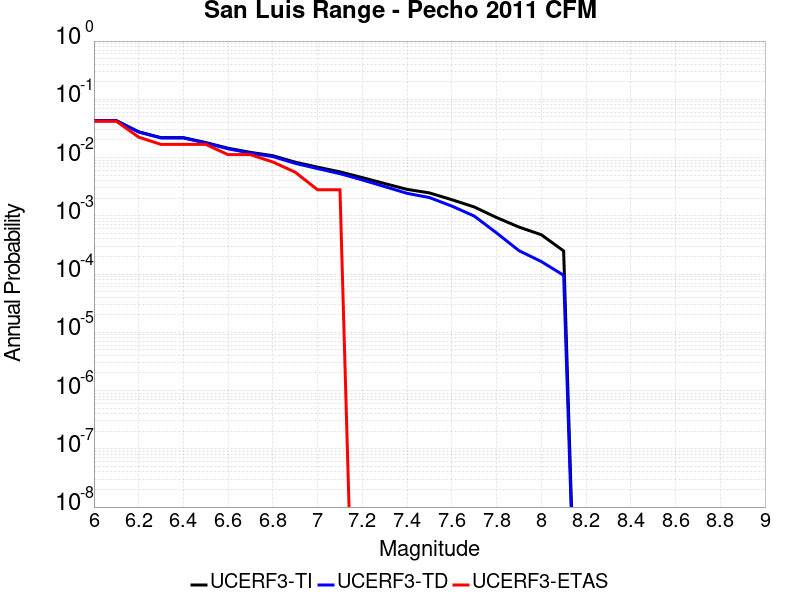 San Luis Range - Pecho 2011 CFM
10^0
10^-1
10^-2
10^-3
10^-4
10^-5
10^-6
10^-7
10^-8
Annual Probability
6 6.2 6.4 6.6 6.8 7 7.2 7.4 7.6 7.8 8 8.2 8.4 8.6 8.8 9
Magnitude
UCERF3-TI UCERF3-TD UCERF3-ETAS